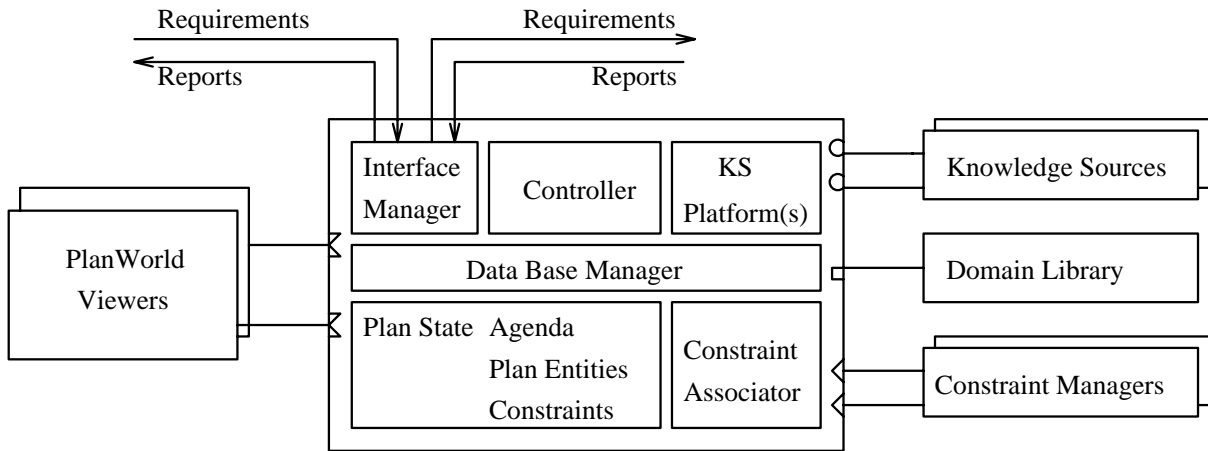 Requirements
Requirements
Reports
Reports
Interface
Manager
Controller
KS
Platform(s)
Knowledge Sources
PlanWorld
Viewers
Data Base Manager
Domain Library
Plan State Agenda
Plan Entities
Constraints
Constraint
Associator
Constraint Managers